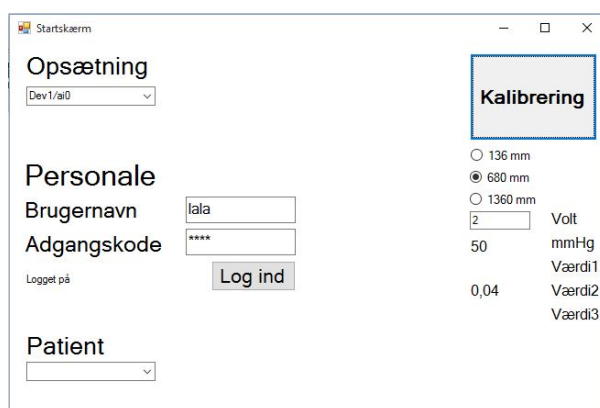 Startskærm
Opsætning
Dev1/ai0
Kalibrering
136 mm
680 mm
1360 mm
Personale
Brugernavn lala
Adgangskode ****
Logget på Log ind
2 Volt
50 mmHg
Værdi1
0,04 Værdi2
Værdi3
Patient